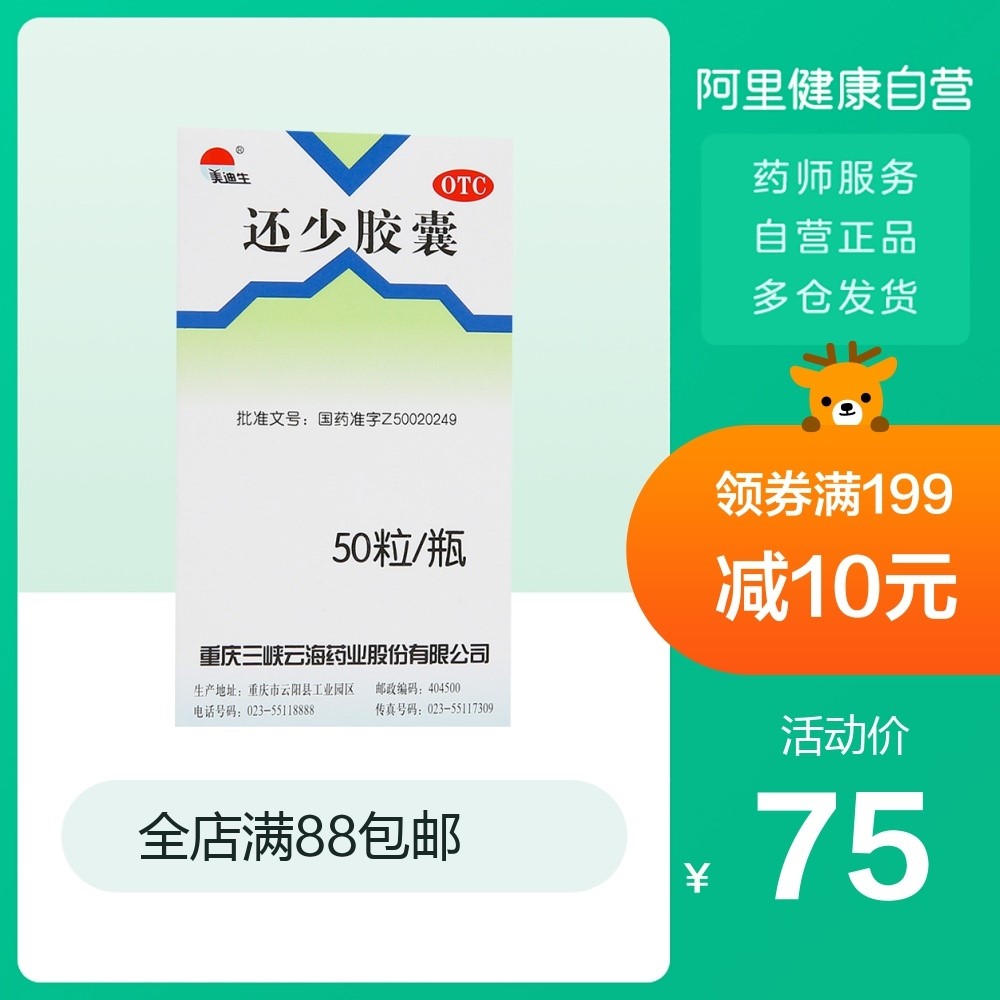 阿里健康自营
药师服务
自营正品
多仓发货
美迪生®
OTC
还少胶囊
批准文号：国药准字Z50020249
50粒/瓶
重庆三峡云海药业股份有限公司
生产地址：重庆市云阳县工业园区 邮政编码：404500
电话号码：023-55118888 传真号码：023-55117309
领券满199
减10元
活动价
¥ 75
全店满88包邮